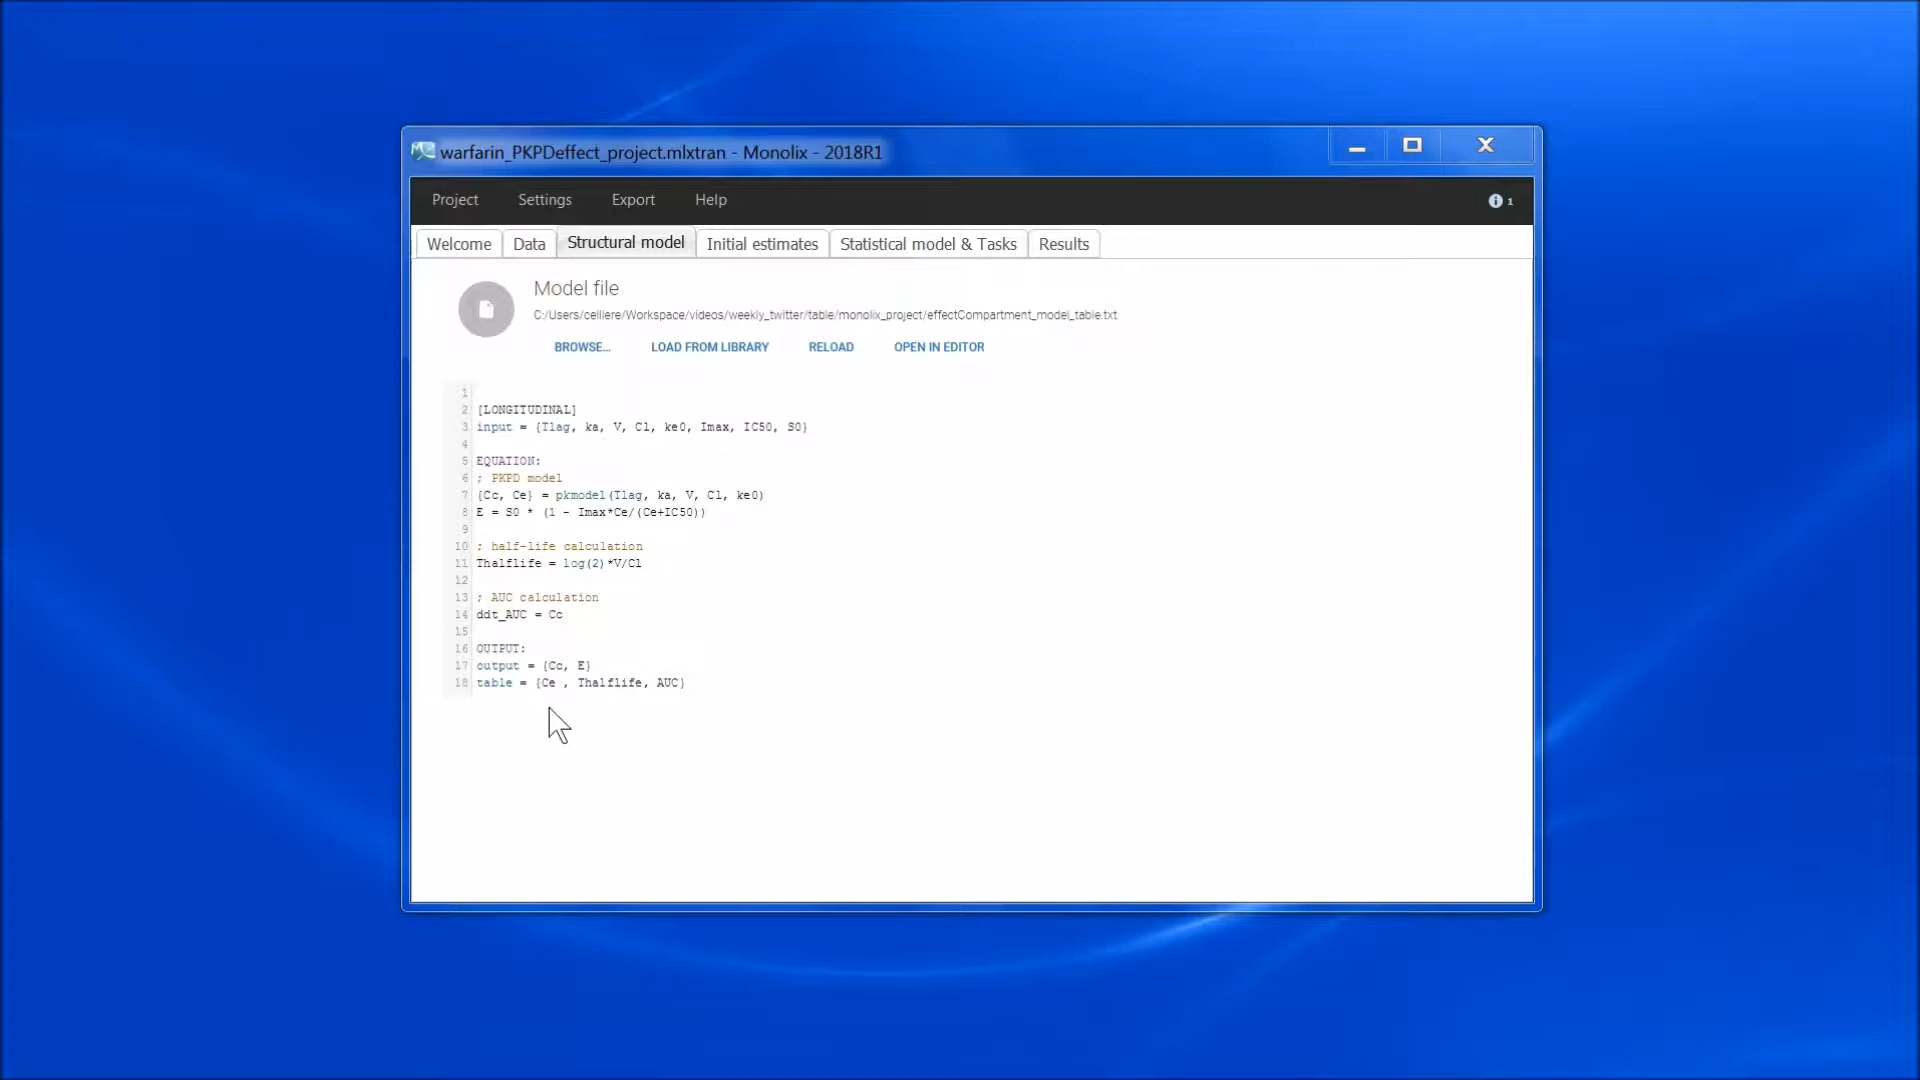 warfarin_PKPDeffect_project.mlxtran - Monolix - 2018R1
Project Settings Export Help 1
Welcome Data Structural model Initial estimates Statistical model & Tasks Results
Model file
C:/Users/celliere/Workspace/videos/weekly_twitter/table/monolix_project/effectCompartment_model_table.txt
BROWSE... LOAD FROM LIBRARY RELOAD OPEN IN EDITOR
1
2 [LONGITUDINAL]
3 input = {Tlag, ka, V, Cl, ke0, Imax, IC50, S0}
4
5 EQUATION:
6 ; PKPD model
7 {Cc, Ce} = pkmodel(Tlag, ka, V, Cl, ke0)
8 E = S0 * (1 - Imax*Ce/(Ce+IC50))
9
10 ; half-life calculation
11 Thalflife = log(2)*V/Cl
12
13 ; AUC calculation
14 ddt_AUC = Cc
15
16 OUTPUT:
17 output = {Cc, E}
18 table = {Ce , Thalflife, AUC}